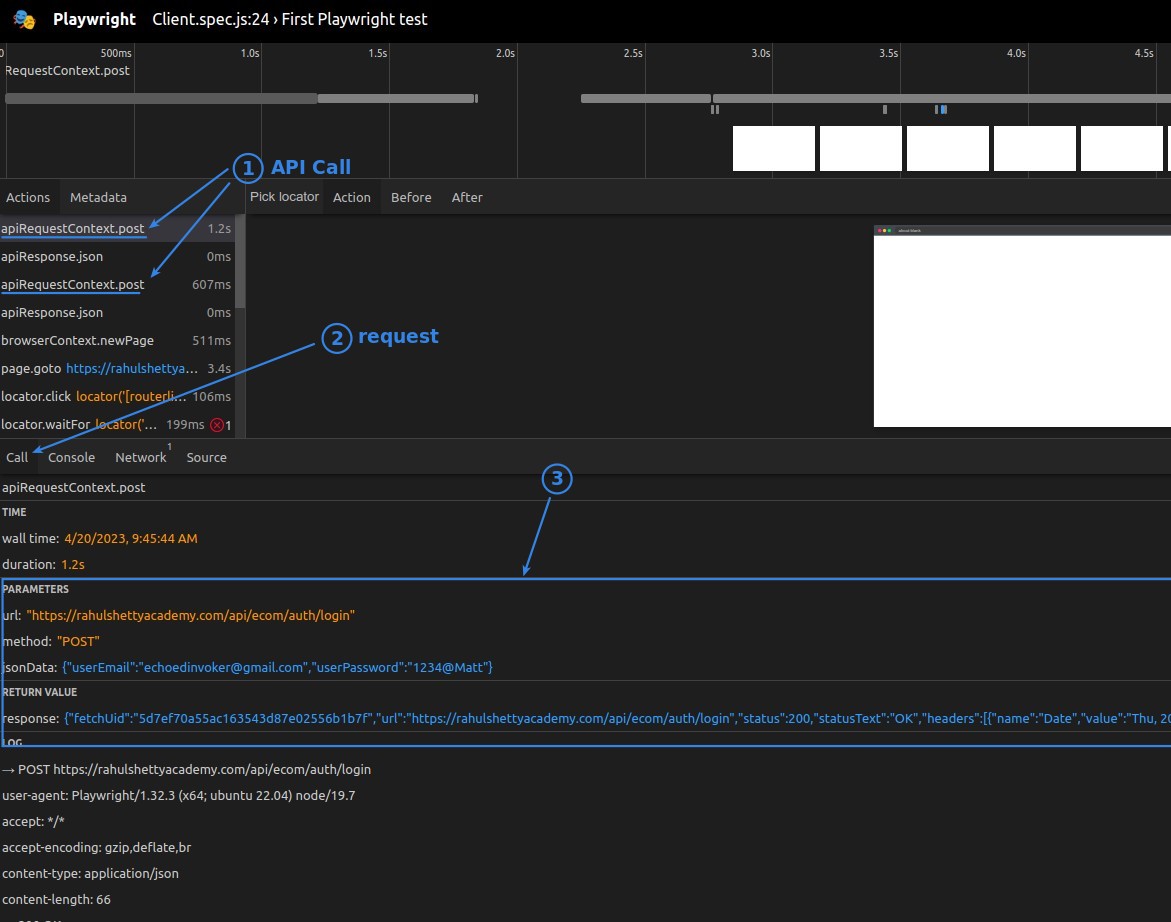 Playwright Client.spec.js:24 › First Playwright test
0 500ms 1.0s 1.5s 2.0s 2.5s 3.0s 3.5s 4.0s 4.5s
RequestContext.post
1 API Call
Actions Metadata Pick locator Action Before After
apiRequestContext.post 1.2s
apiResponse.json 0ms
apiRequestContext.post 607ms
apiResponse.json 0ms
2 request
browserContext.newPage 511ms
page.goto https://rahulshettya... 3.4s
locator.click locator('[routerli... 106ms
locator.waitFor locator('... 199ms 1
Call Console Network 1 Source
3
apiRequestContext.post
TIME
wall time: 4/20/2023, 9:45:44 AM
duration: 1.2s
PARAMETERS
url: "https://rahulshettyacademy.com/api/ecom/auth/login"
method: "POST"
jsonData: {"userEmail":"echoedinvoker@gmail.com","userPassword":"1234@Matt"}
RETURN VALUE
response: {"fetchUid":"5d7ef70a55ac163543d87e02556b1b7f","url":"https://rahulshettyacademy.com/api/ecom/auth/login","status":200,"statusText":"OK","headers":[{"name":"Date","value":"Thu, 20
LOG
→ POST https://rahulshettyacademy.com/api/ecom/auth/login
user-agent: Playwright/1.32.3 (x64; ubuntu 22.04) node/19.7
accept: */*
accept-encoding: gzip,deflate,br
content-type: application/json
content-length: 66